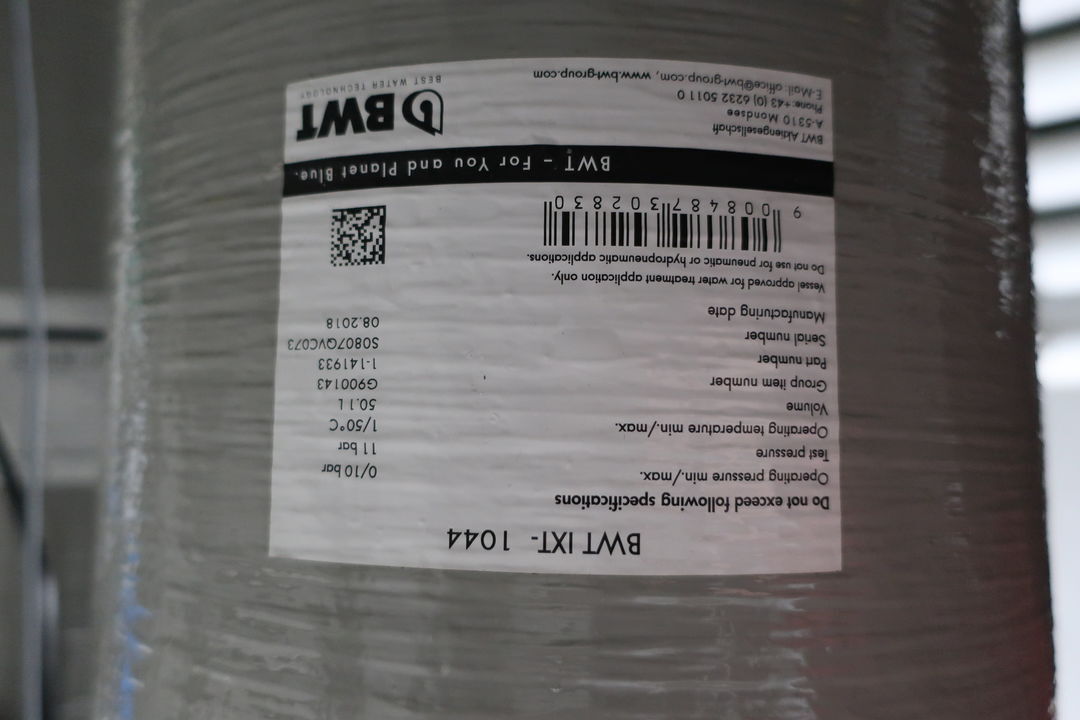 BWT IXT- 1044
Do not exceed following specifications
Operating pressure min./max. 0/10 bar
Test pressure 11 bar
Operating temperature min./max. 1/50°C
Volume 50.1 L
Group item number G900143
Part number 1-141933
Serial number S0807QVC073
Manufacturing date 08.2018
Vessel approved for water treatment application only.
Do not use for pneumatic or hydropneumatic applications.
9 008487 302830
BWT – For You and Planet Blue.
BWT Aktiengesellschaft
A-5310 Mondsee
Phone: +43 (0) 6232 5011 0
E-Mail: office@bwt-group.com, www.bwt-group.com
BWT
BEST WATER TECHNOLOGY